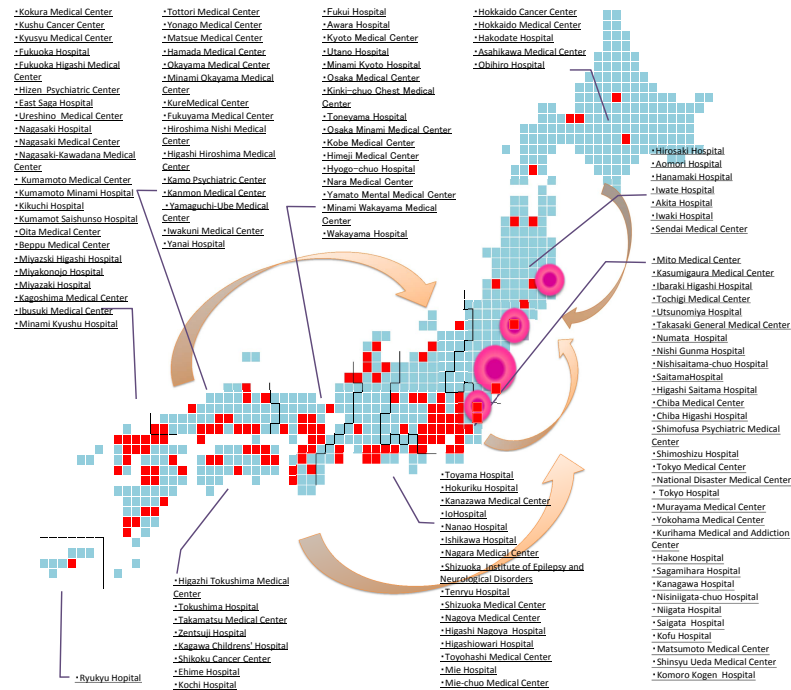 ・Kokura Medical Center
・Kushu Cancer Center
・Kyusyu Medical Center
・Fukuoka Hospital
・Fukuoka Higashi Medical
Center
・Hizen Psychiatric Center
・East Saga Hospital
・Ureshino Medical Center
・Nagasaki Hospital
・Nagasaki Medical Center
・Nagasaki-Kawadana Medical
Center
・Kumamoto Medical Center
・Kumamoto Minami Hospital
・Kikuchi Hospital
・Kumamot Saishunso Hospital
・Oita Medical Center
・Beppu Medical Center
・Miyazski Higashi Hospital
・Miyakonojo Hospital
・Miyazaki Hospital
・Kagoshima Medical Center
・Ibusuki Medical Center
・Minami Kyushu Hospital
・Tottori Medical Center
・Yonago Medical Center
・Matsue Medical Center
・Hamada Medical Center
・Okayama Medical Center
・Minami Okayama Medical
Center
・KureMedical Center
・Fukuyama Medical Center
・Hiroshima Nishi Medical
Center
・Higashi Hiroshima Medical
Center
・Kamo Psychiatric Center
・Kanmon Medical Center
・Yamaguchi-Ube Medical
Center
・Iwakuni Medical Center
・Yanai Hospital
・Fukui Hospital
・Awara Hospital
・Kyoto Medical Center
・Utano Hospital
・Minami Kyoto Hospital
・Osaka Medical Center
・Kinki-chuo Chest Medical
Center
・Toneyama Hospital
・Osaka Minami Medical Center
・Kobe Medical Center
・Himeji Medical Center
・Hyogo-chuo Hospital
・Nara Medical Center
・Yamato Mental Medical Center
・Minami Wakayama Medical
Center
・Wakayama Hospital
・Hokkaido Cancer Center
・Hokkaido Medical Center
・Hakodate Hospital
・Asahikawa Medical Center
・Obihiro Hospital
・Hirosaki Hospital
・Aomori Hospital
・Hanamaki Hospital
・Iwate Hospital
・Akita Hospital
・Iwaki Hospital
・Sendai Medical Center
・Mito Medical Center
・Kasumigaura Medical Center
・Ibaraki Higashi Hospital
・Tochigi Medical Center
・Utsunomiya Hospital
・Takasaki General Medical Center
・Numata Hospital
・Nishi Gunma Hospital
・Nishisaitama-chuo Hospital
・SaitamaHospital
・Higashi Saitama Hospital
・Chiba Medical Center
・Chiba Higashi Hospital
・Shimofusa Psychiatric Medical
Center
・Shimoshizu Hospital
・Tokyo Medical Center
・National Disaster Medical Center
・Tokyo Hospital
・Murayama Medical Center
・Yokohama Medical Center
・Kurihama Medical and Addiction
Center
・Hakone Hospital
・Sagamihara Hospital
・Kanagawa Hospital
・Nisiniigata-chuo Hospital
・Niigata Hospital
・Saigata Hospital
・Kofu Hospital
・Matsumoto Medical Center
・Shinsyu Ueda Medical Center
・Komoro Kogen Hospital
・Toyama Hospital
・Hokuriku Hospital
・Kanazawa Medical Center
・IoHospital
・Nanao Hospital
・Ishikawa Hospital
・Nagara Medical Center
・Shizuoka Institute of Epilepsy and
Neurological Disorders
・Tenryu Hospital
・Shizuoka Medical Center
・Nagoya Medical Center
・Higashi Nagoya Hospital
・Higashiowari Hospital
・Toyohashi Medical Center
・Mie Hospital
・Mie-chuo Medical Center
・Higazhi Tokushima Medical
Center
・Tokushima Hospital
・Takamatsu Medical Center
・Zentsuji Hospital
・Kagawa Childrens' Hospital
・Shikoku Cancer Center
・Ehime Hospital
・Kochi Hospital
・Ryukyu Hopital